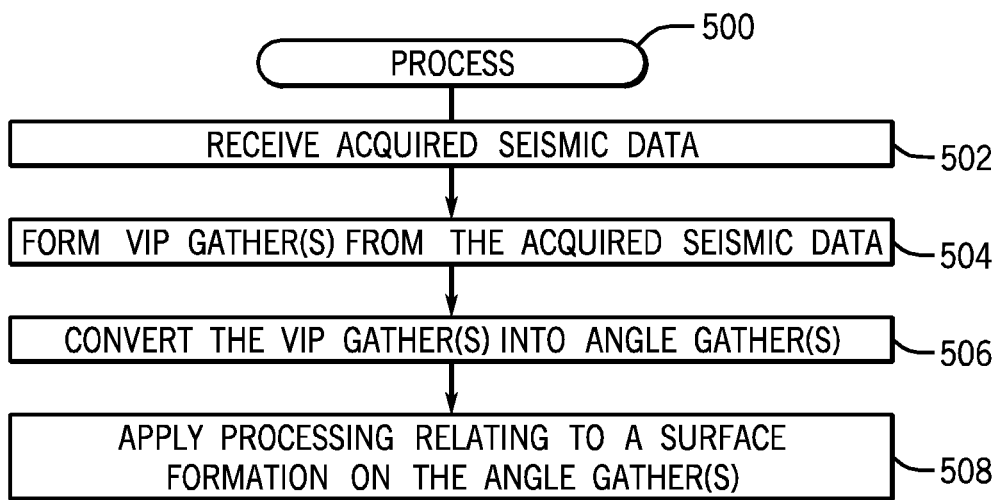 500
PROCESS
RECEIVE ACQUIRED SEISMIC DATA
502
FORM VIP GATHER(S) FROM THE ACQUIRED SEISMIC DATA
504
CONVERT THE VIP GATHER(S) INTO ANGLE GATHER(S)
506
APPLY PROCESSING RELATING TO A SURFACE
FORMATION ON THE ANGLE GATHER(S)
508